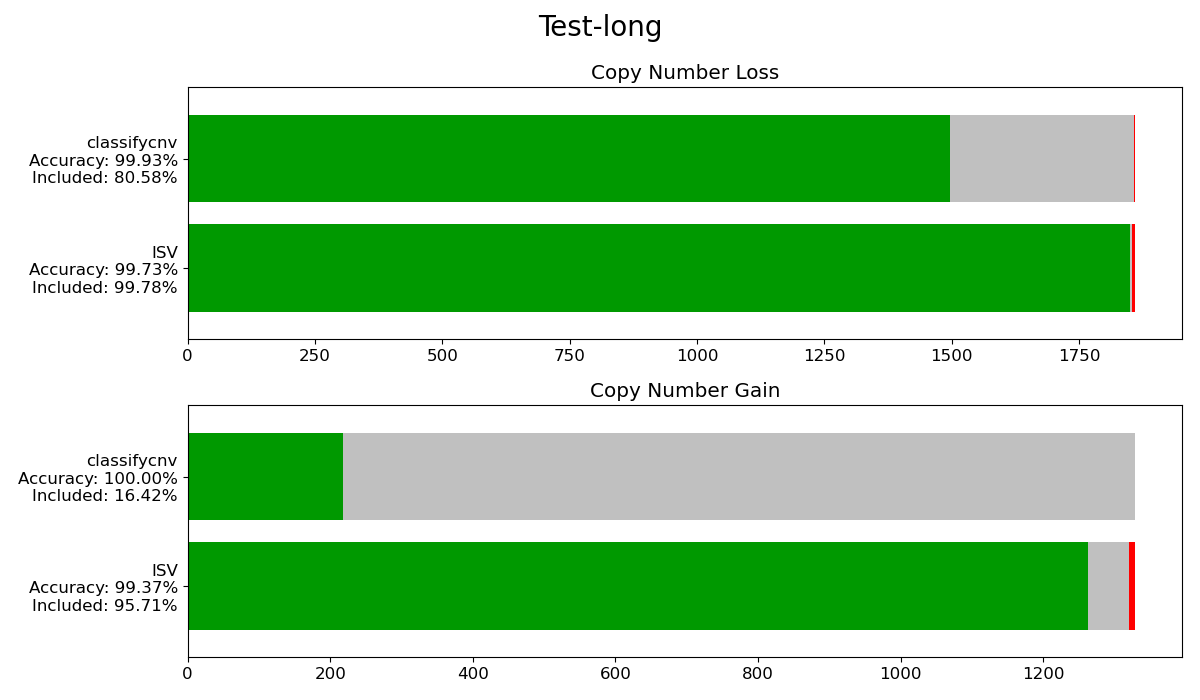 Test-long
Copy Number Loss
classifycnv
Accuracy: 99.93%
Included: 80.58%
ISV
Accuracy: 99.73%
Included: 99.78%
0 250 500 750 1000 1250 1500 1750
Copy Number Gain
classifycnv
Accuracy: 100.00%
Included: 16.42%
ISV
Accuracy: 99.37%
Included: 95.71%
0 200 400 600 800 1000 1200